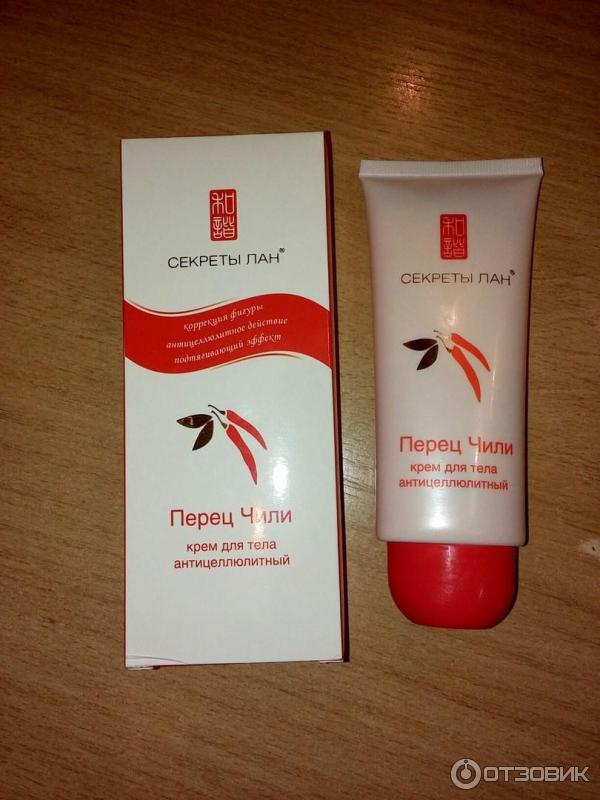 和
諧
СЕКРЕТЫ ЛАН®
коррекция фигуры
антицеллюлитное действие
подтягивающий эффект
Перец Чили
крем для тела
антицеллюлитный
和
諧
СЕКРЕТЫ ЛАН®
Перец Чили
крем для тела
антицеллюлитный
ОТЗОВИК